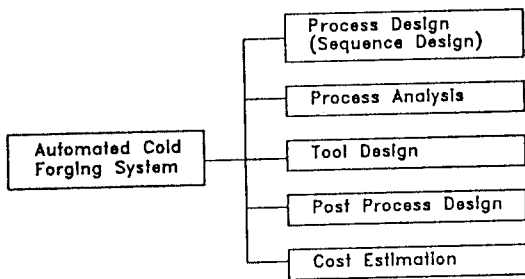 Process Design
(Sequence Design)
Process Analysis
Automated Cold
Forging System
Tool Design
Post Process Design
Cost Estimation